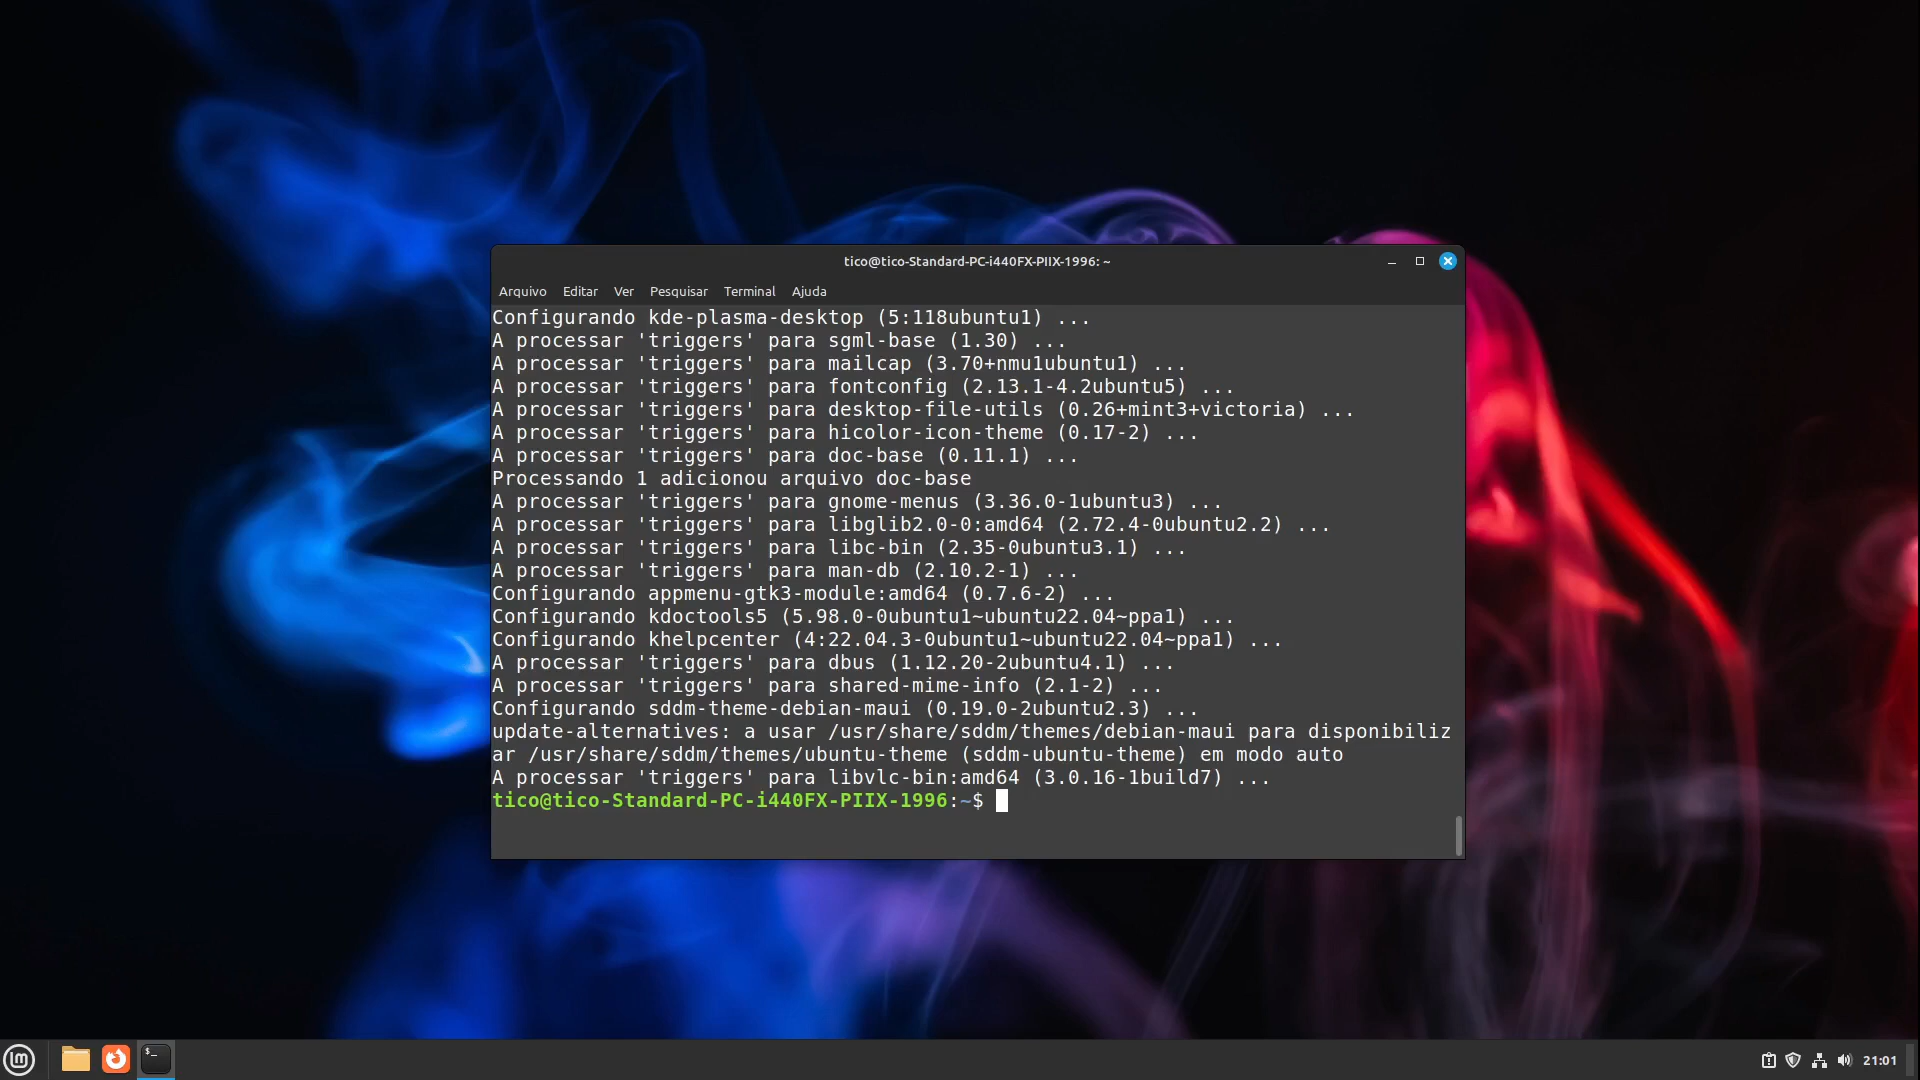 tico@tico-Standard-PC-i440FX-PIIX-1996: ~
Arquivo Editar Ver Pesquisar Terminal Ajuda
Configurando kde-plasma-desktop (5:118ubuntu1) ...
A processar 'triggers' para sgml-base (1.30) ...
A processar 'triggers' para mailcap (3.70+nmu1ubuntu1) ...
A processar 'triggers' para fontconfig (2.13.1-4.2ubuntu5) ...
A processar 'triggers' para desktop-file-utils (0.26+mint3+victoria) ...
A processar 'triggers' para hicolor-icon-theme (0.17-2) ...
A processar 'triggers' para doc-base (0.11.1) ...
Processando 1 adicionou arquivo doc-base
A processar 'triggers' para gnome-menus (3.36.0-1ubuntu3) ...
A processar 'triggers' para libglib2.0-0:amd64 (2.72.4-0ubuntu2.2) ...
A processar 'triggers' para libc-bin (2.35-0ubuntu3.1) ...
A processar 'triggers' para man-db (2.10.2-1) ...
Configurando appmenu-gtk3-module:amd64 (0.7.6-2) ...
Configurando kdoctools5 (5.98.0-0ubuntu1~ubuntu22.04~ppa1) ...
Configurando khelpcenter (4:22.04.3-0ubuntu1~ubuntu22.04~ppa1) ...
A processar 'triggers' para dbus (1.12.20-2ubuntu4.1) ...
A processar 'triggers' para shared-mime-info (2.1-2) ...
Configurando sddm-theme-debian-maui (0.19.0-2ubuntu2.3) ...
update-alternatives: a usar /usr/share/sddm/themes/debian-maui para disponibiliz
ar /usr/share/sddm/themes/ubuntu-theme (sddm-ubuntu-theme) em modo auto
A processar 'triggers' para libvlc-bin:amd64 (3.0.16-1build7) ...
tico@tico-Standard-PC-i440FX-PIIX-1996:~$
21:01